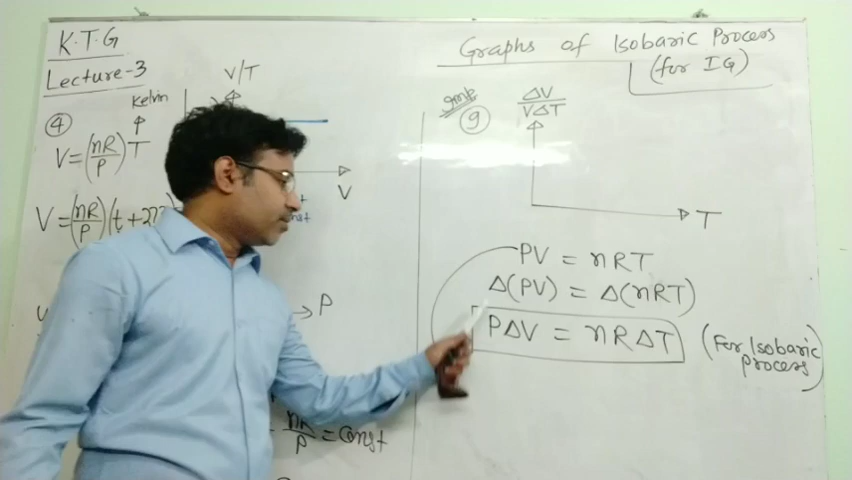 K.T.G
Lecture-3
Graphs of Isobaric Process
(for IG)
V/T
Kelvin
④
V = (nR/P) T
V = (nR/P) (t + 273
V
nst
P
nR/P = Const
⑨
ΔV/VΔT
T
PV = nRT
Δ(PV) = Δ(nRT)
PΔV = nRΔT
(For Isobaric
process)